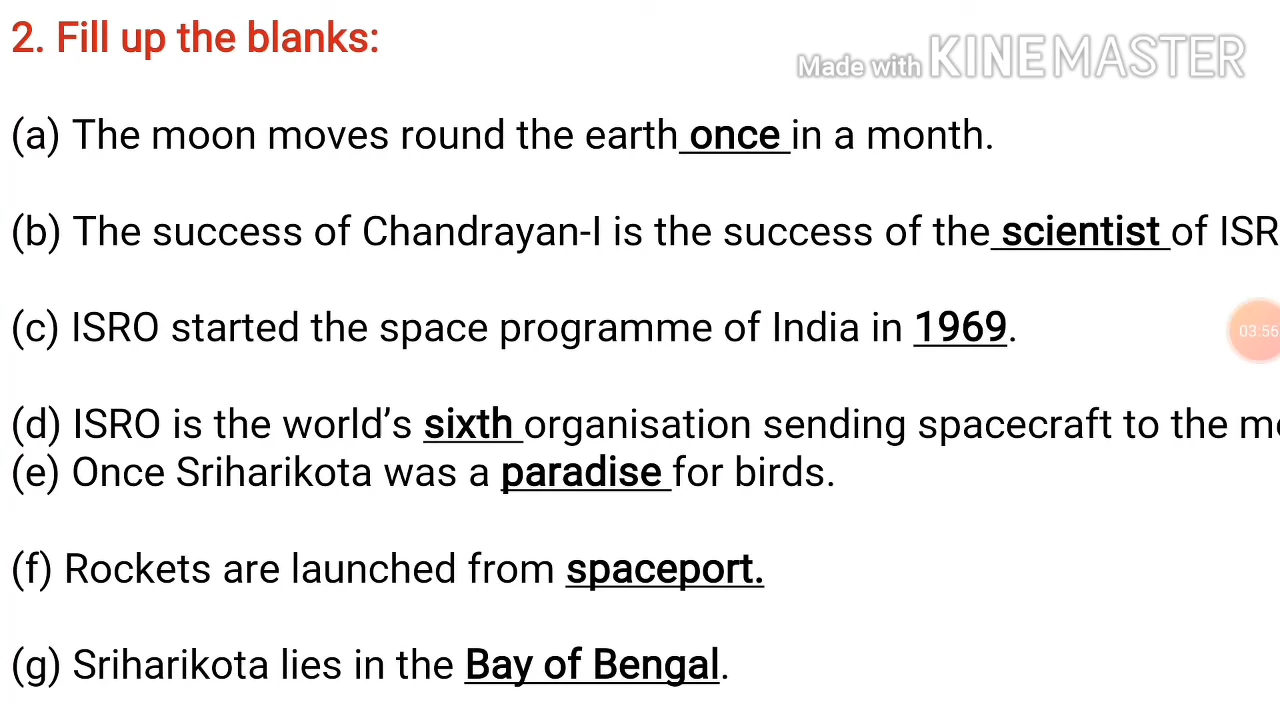 2. Fill up the blanks:
Made with KINEMASTER
(a) The moon moves round the earth once in a month.
(b) The success of Chandrayan-I is the success of the scientist of ISR
(c) ISRO started the space programme of India in 1969.
03:56
(d) ISRO is the world's sixth organisation sending spacecraft to the
(e) Once Sriharikota was a paradise for birds.
(f) Rockets are launched from spaceport.
(g) Sriharikota lies in the Bay of Bengal.